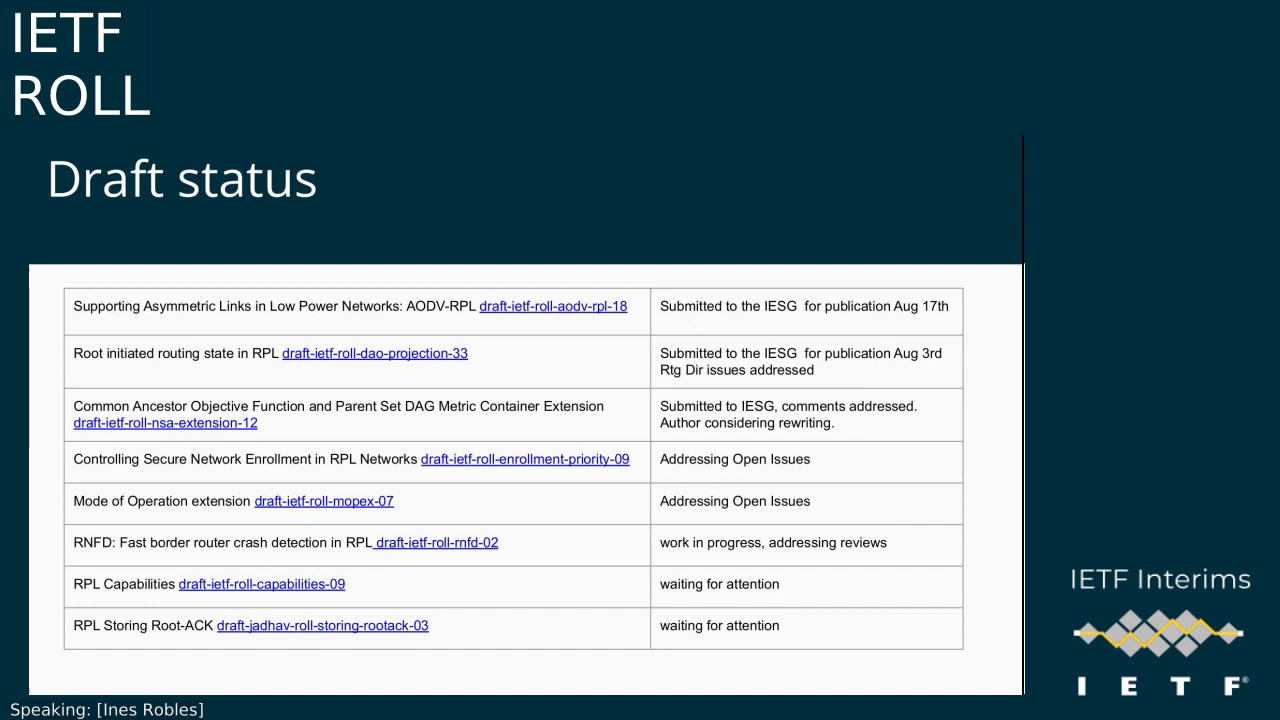 IETF
ROLL
Draft status
Supporting Asymmetric Links in Low Power Networks: AODV-RPL draft-ietf-roll-aodv-rpl-18
Submitted to the IESG  for publication Aug 17th
Root initiated routing state in RPL draft-ietf-roll-dao-projection-33
Submitted to the IESG  for publication Aug 3rd
Rtg Dir issues addressed
Common Ancestor Objective Function and Parent Set DAG Metric Container Extension
draft-ietf-roll-nsa-extension-12
Submitted to IESG, comments addressed.
Author considering rewriting.
Controlling Secure Network Enrollment in RPL Networks draft-ietf-roll-enrollment-priority-09
Addressing Open Issues
Mode of Operation extension draft-ietf-roll-mopex-07
Addressing Open Issues
RNFD: Fast border router crash detection in RPL draft-ietf-roll-rnfd-02
work in progress, addressing reviews
RPL Capabilities draft-ietf-roll-capabilities-09
waiting for attention
RPL Storing Root-ACK draft-jadhav-roll-storing-rootack-03
waiting for attention
IETF Interims
I E T F®
Speaking: [Ines Robles]